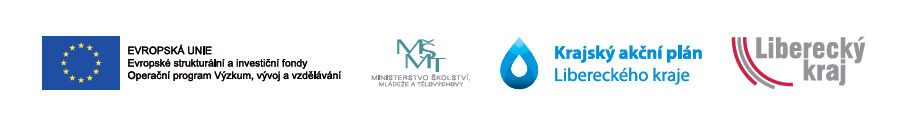 EVROPSKÁ UNIE
Evropské strukturální a investiční fondy
Operační program Výzkum, vývoj a vzdělávání
MŠMT
MINISTERSTVO ŠKOLSTVÍ,
MLÁDEŽE A TĚLOVÝCHOVY
Krajský akční plán
Libereckého kraje
Liberecký
kraj